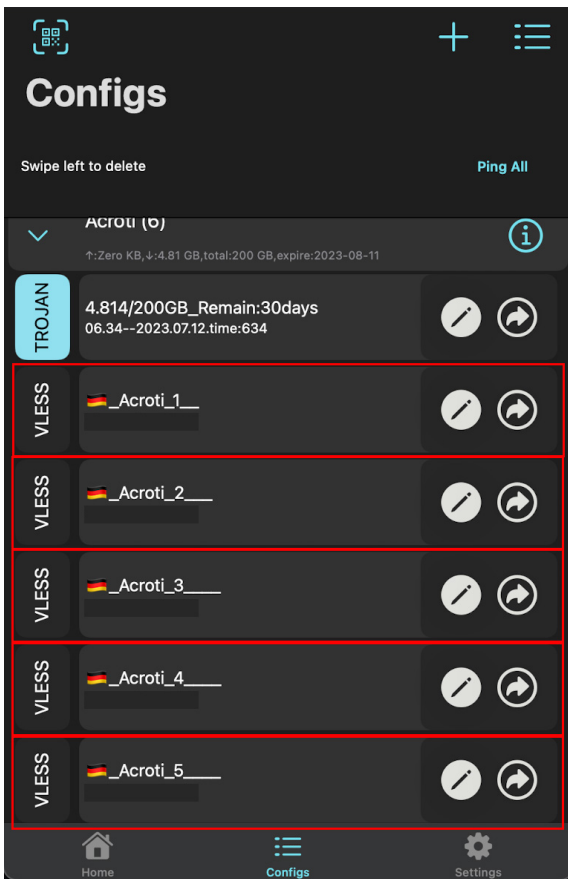 Configs
Swipe left to delete
Ping All
Acroti (6)
↑:Zero KB,↓:4.81 GB,total:200 GB,expire:2023-08-11
TROJAN
4.814/200GB_Remain:30days
06.34--2023.07.12.time:634
VLESS
🇩🇪_Acroti_1__
VLESS
🇩🇪_Acroti_2___
VLESS
🇩🇪_Acroti_3____
VLESS
🇩🇪_Acroti_4____
VLESS
🇩🇪_Acroti_5____
Home
Configs
Settings